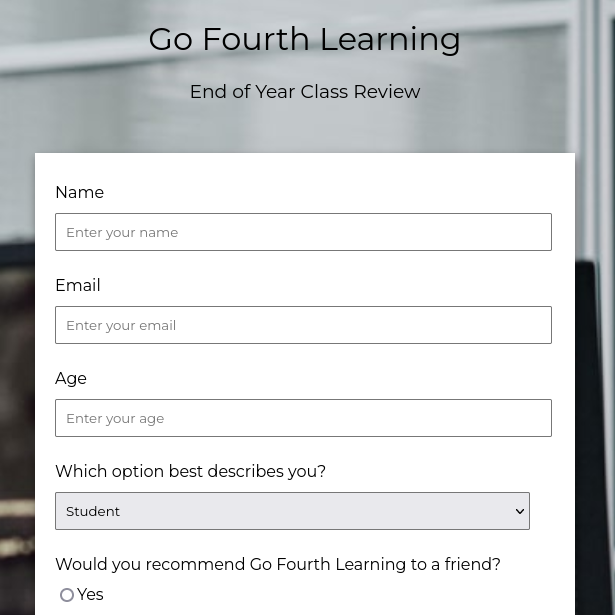 Go Fourth Learning
End of Year Class Review
Name
Enter your name
Email
Enter your email
Age
Enter your age
Which option best describes you?
Student
Would you recommend Go Fourth Learning to a friend?
Yes